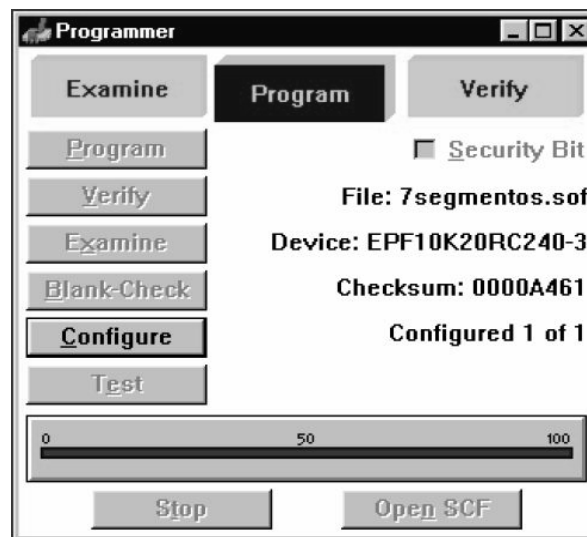 Programmer
Examine
Program
Verify
Program
Security Bit
Verify
File: 7segmentos.sof
Examine
Device: EPF10K20RC240-3
Blank-Check
Checksum: 0000A461
Configure
Configured 1 of 1
Test
0 50 100
Stop
Open SCF